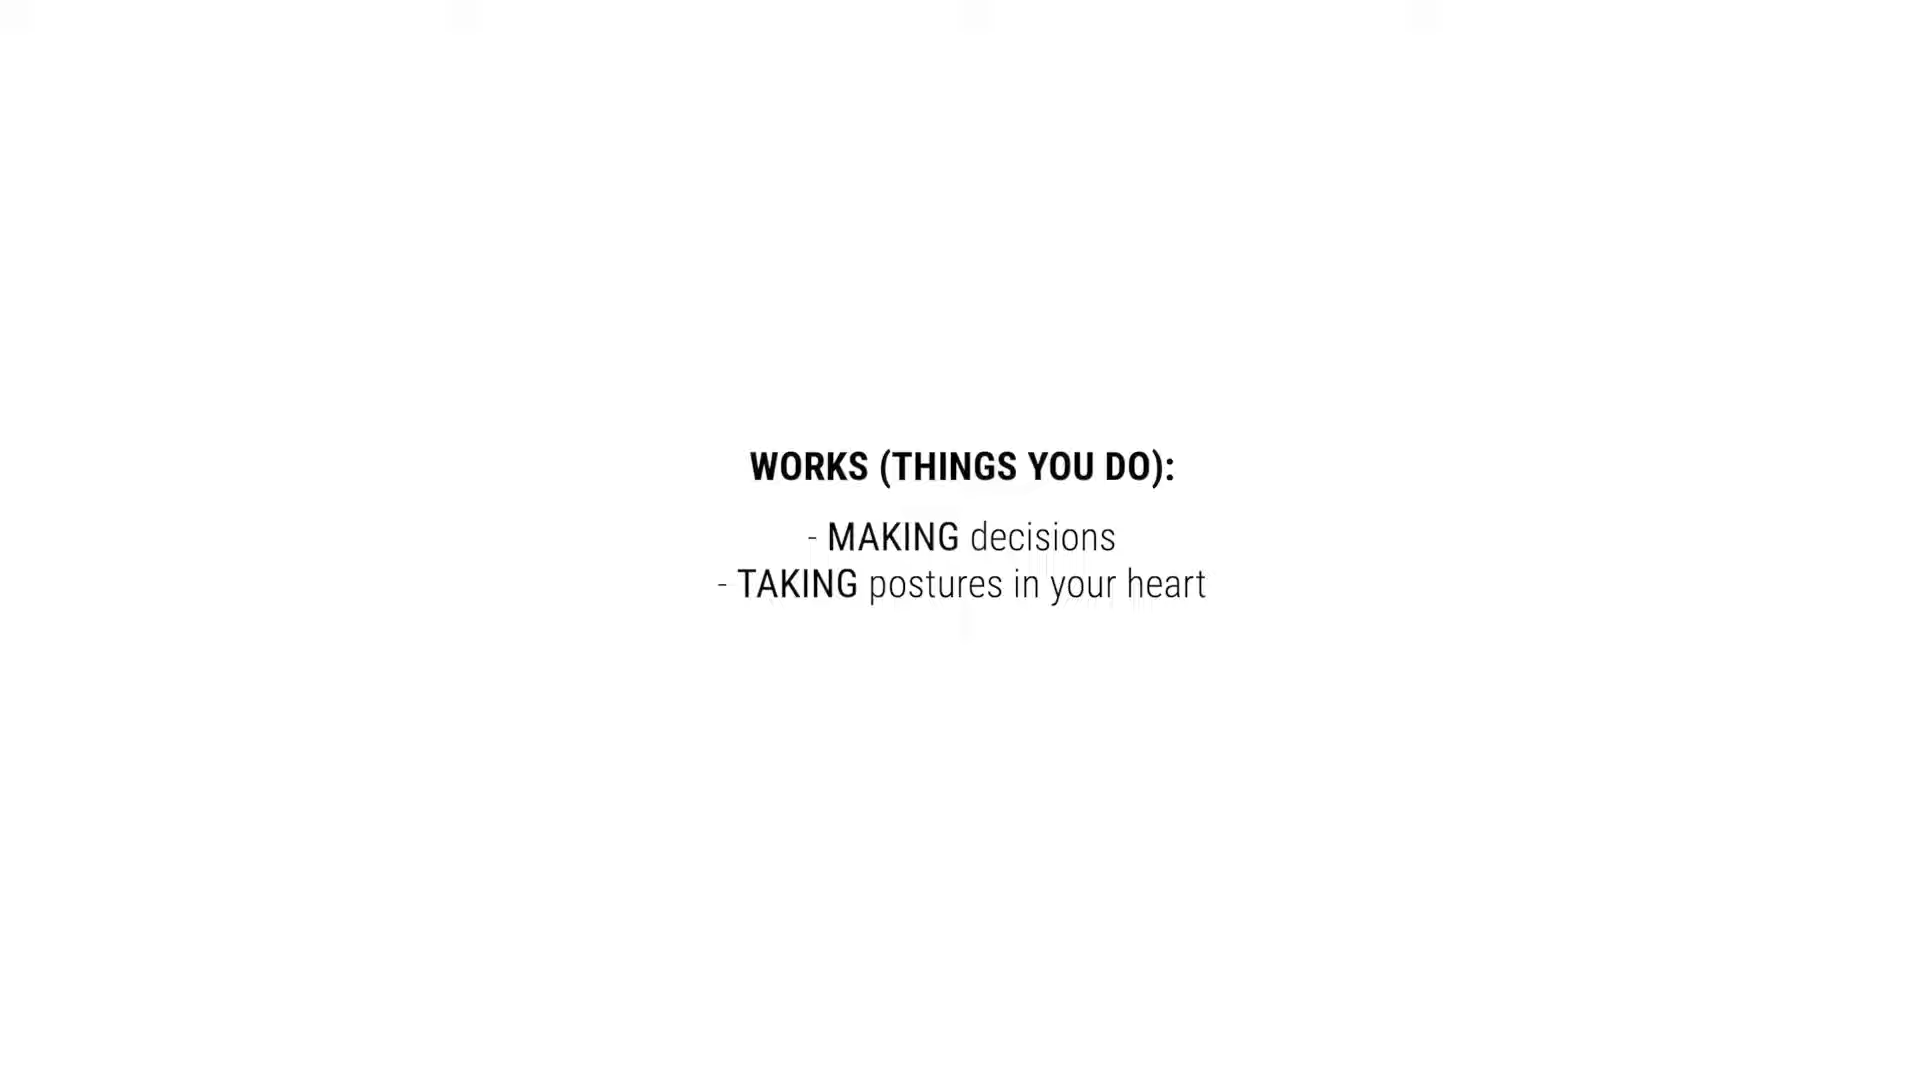 WORKS (THINGS YOU DO):
- MAKING decisions
- TAKING postures in your heart